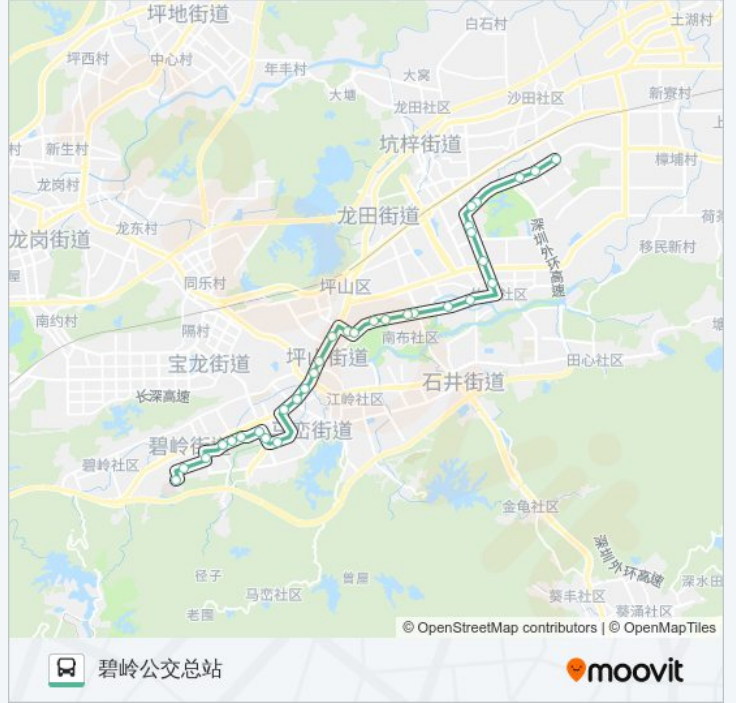 坪地街道
白石村
土湖村
坪西村
中心村
年丰村
大窝
大塘
龙田社区
沙田社区
新寮村
上
坑梓街道
村
新生村
樟埔村
龙岗村
龙田街道
荷
龙东村
龙岗街道
深圳外环高速
移民新村
屋
同乐村
坪山区
社区
南约村
隔村
南布社区
塘
宝龙街道
街道
田心社区
石井街道
长深高速
江岭社区
碧岭街道
马峦街道
碧岭社区
金龟社区
深圳外环高速
径子
曾屋
马峦社区
深水田
葵丰社区
老围
葵涌社区
© OpenStreetMap contributors | © OpenMapTiles
碧岭公交总站
moovit